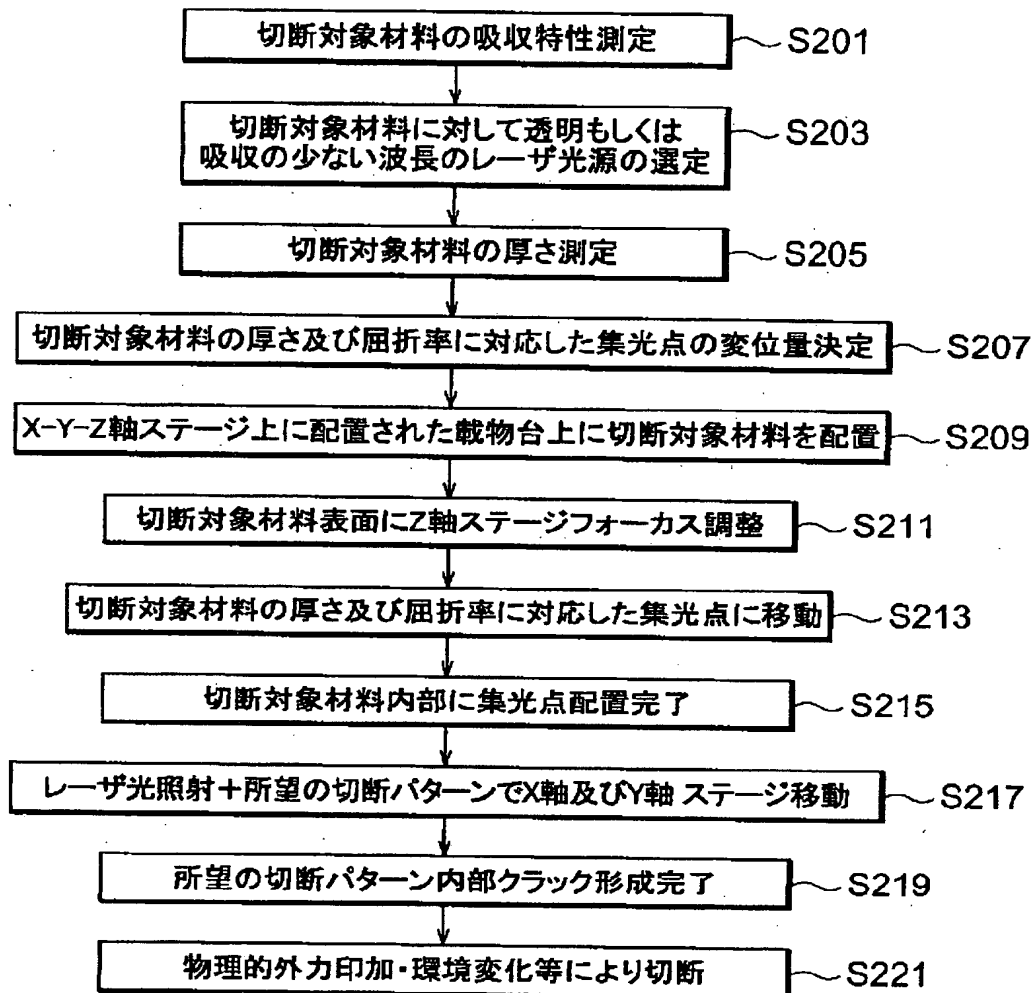 切断対象材料の吸収特性測定 S201
切断対象材料に対して透明もしくは
吸収の少ない波長のレーザ光源の選定 S203
切断対象材料の厚さ測定 S205
切断対象材料の厚さ及び屈折率に対応した集光点の変位量決定 S207
X-Y-Z軸ステージ上に配置された載物台上に切断対象材料を配置 S209
切断対象材料表面にZ軸ステージフォーカス調整 S211
切断対象材料の厚さ及び屈折率に対応した集光点に移動 S213
切断対象材料内部に集光点配置完了 S215
レーザ光照射+所望の切断パターンでX軸及びY軸 ステージ移動 S217
所望の切断パターン内部クラック形成完了 S219
物理的外力印加・環境変化等により切断 S221